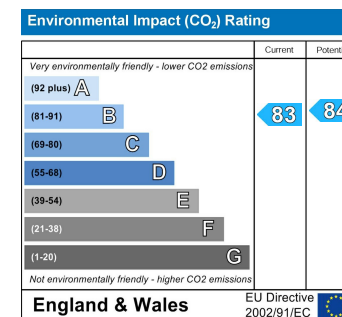 Environmental Impact (CO₂) Rating
Current Potenti
Very environmentally friendly - lower CO2 emissions
(92 plus) A
(81-91) B 83 84
(69-80) C
(55-68) D
(39-54) E
(21-38) F
(1-20) G
Not environmentally friendly - higher CO2 emissions
England & Wales
EU Directive
2002/91/EC